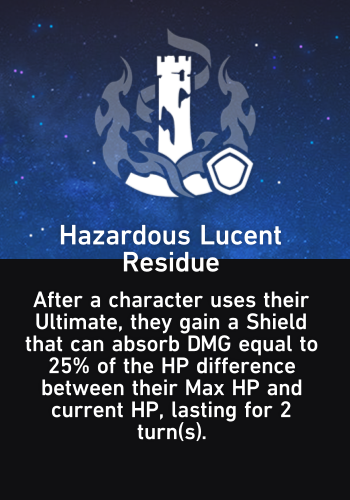 Hazardous Lucent
Residue
After a character uses their
Ultimate, they gain a Shield
that can absorb DMG equal to
25% of the HP difference
between their Max HP and
current HP, lasting for 2
turn(s).